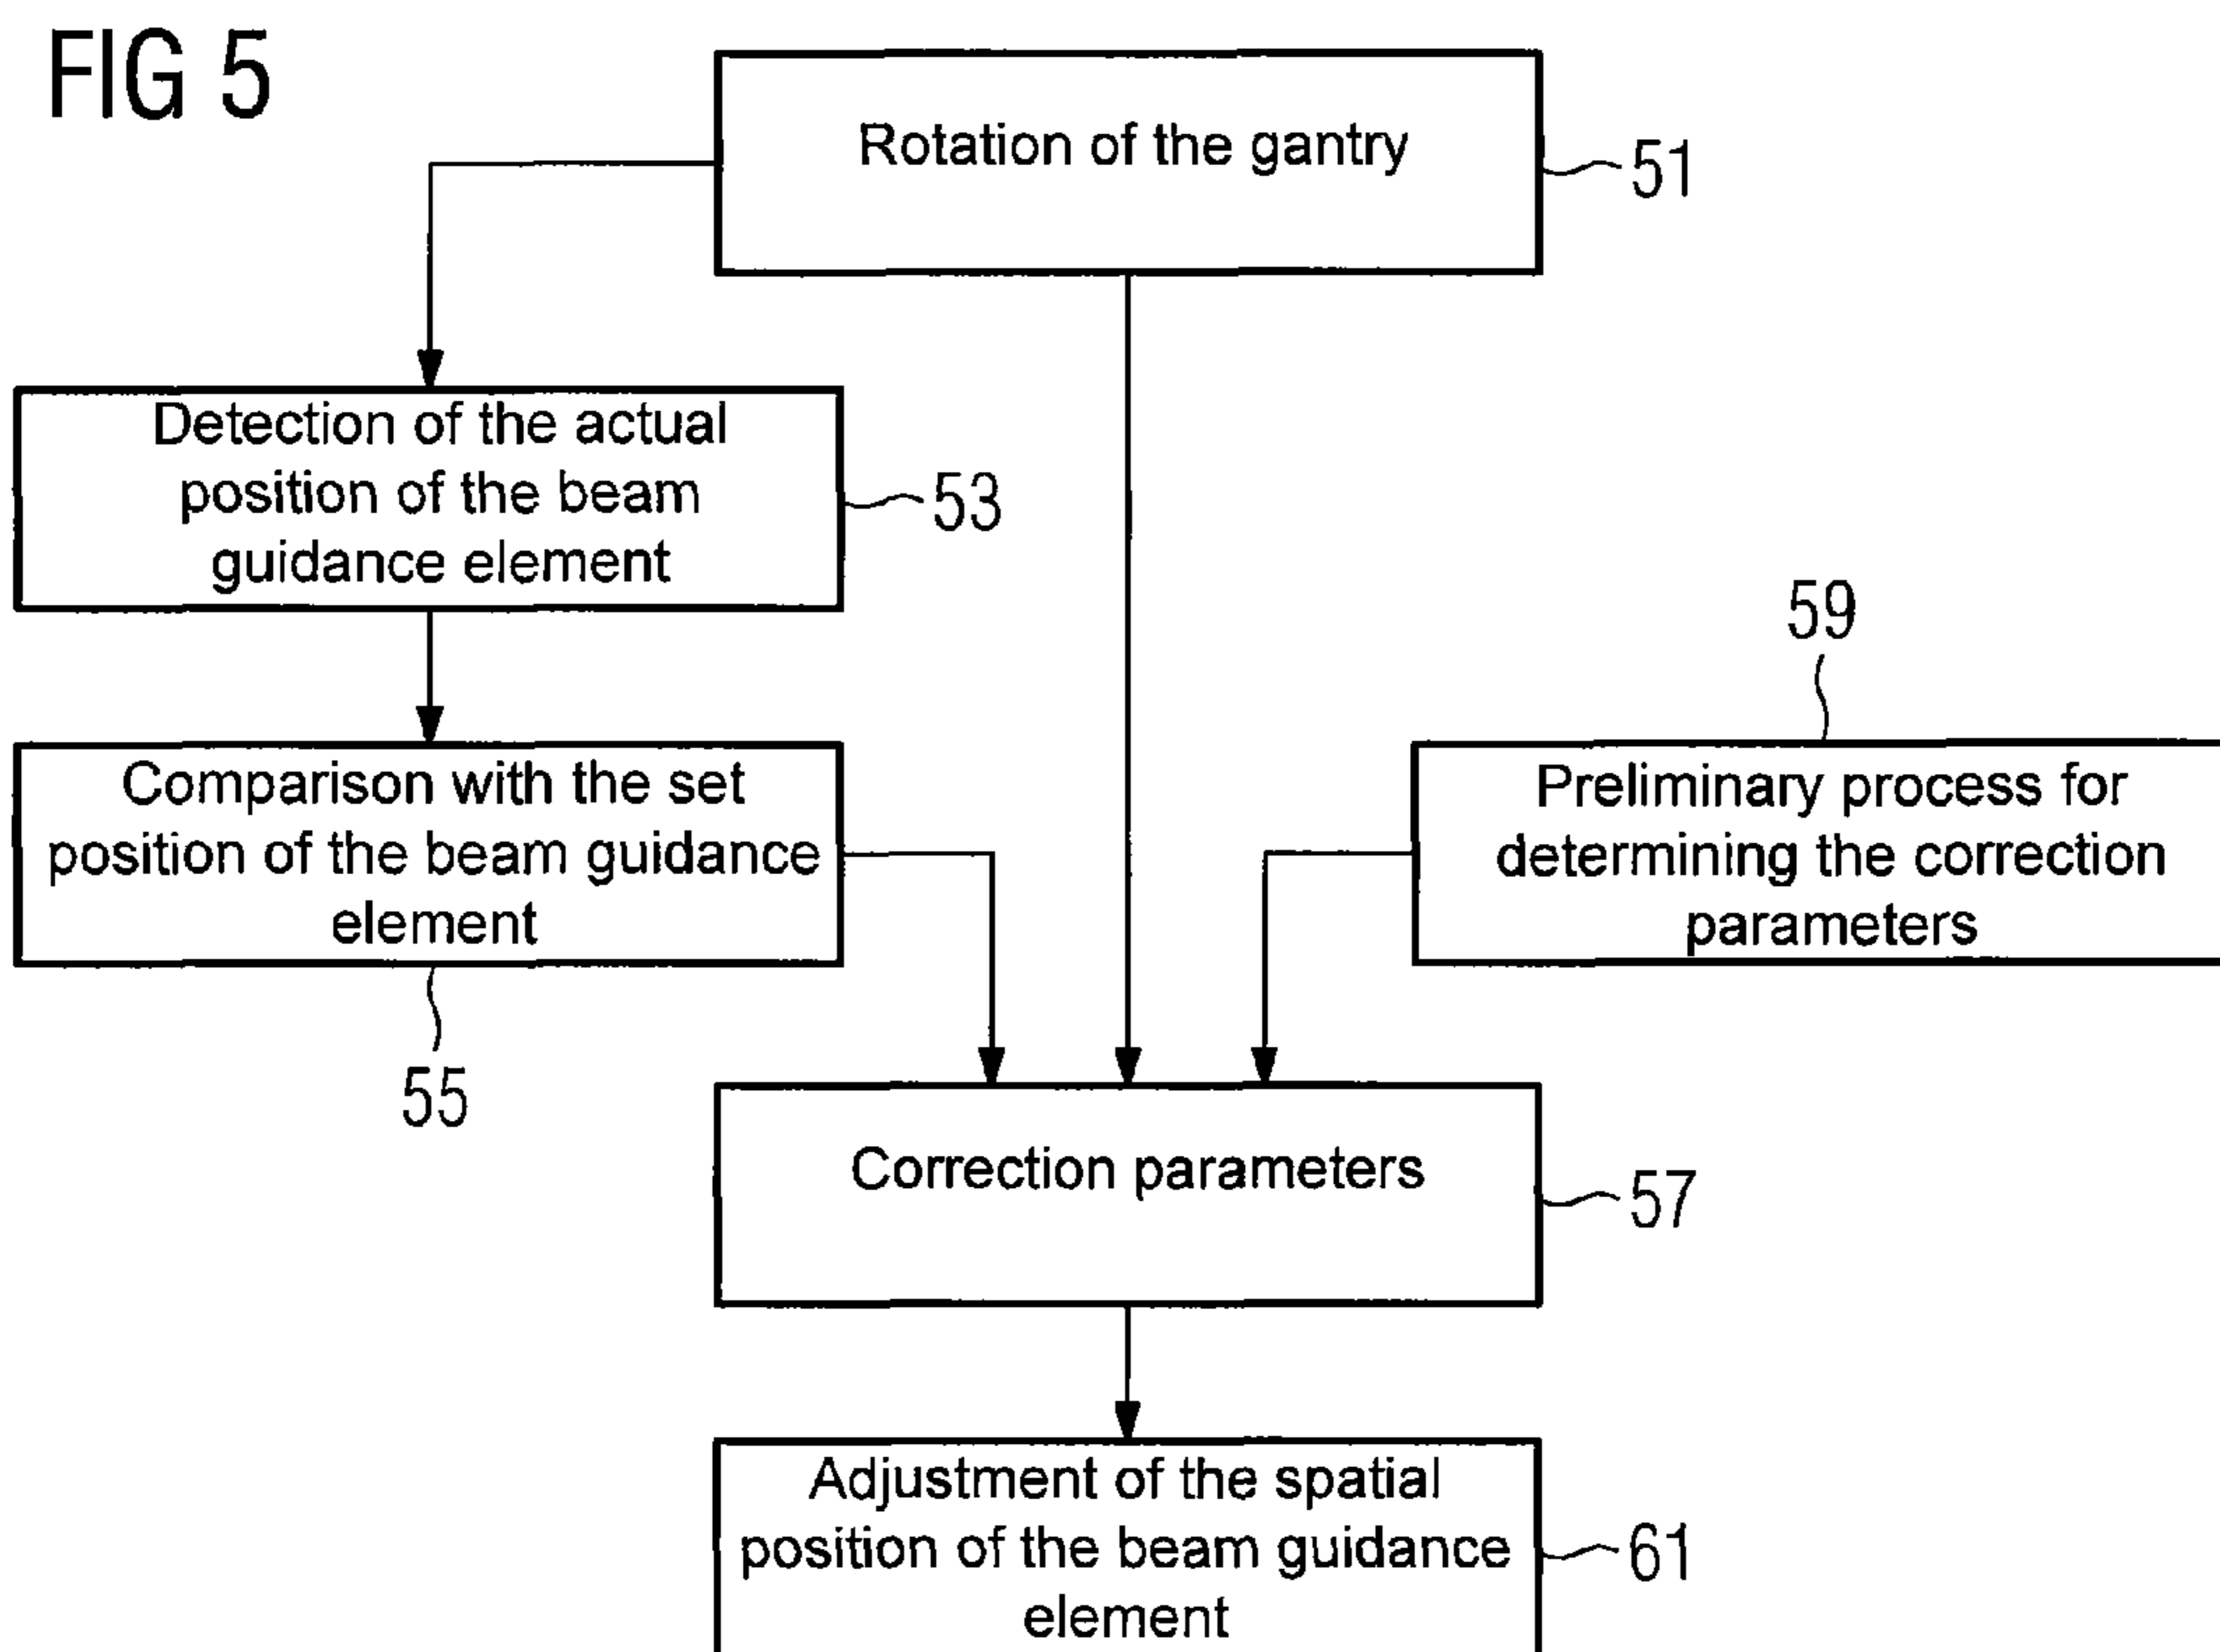 FIG 5
Rotation of the gantry
51
Detection of the actual
position of the beam
guidance element
53
59
Comparison with the set
position of the beam guidance
element
55
Preliminary process for
determining the correction
parameters
Correction parameters
57
Adjustment of the spatial
position of the beam guidance
element
61